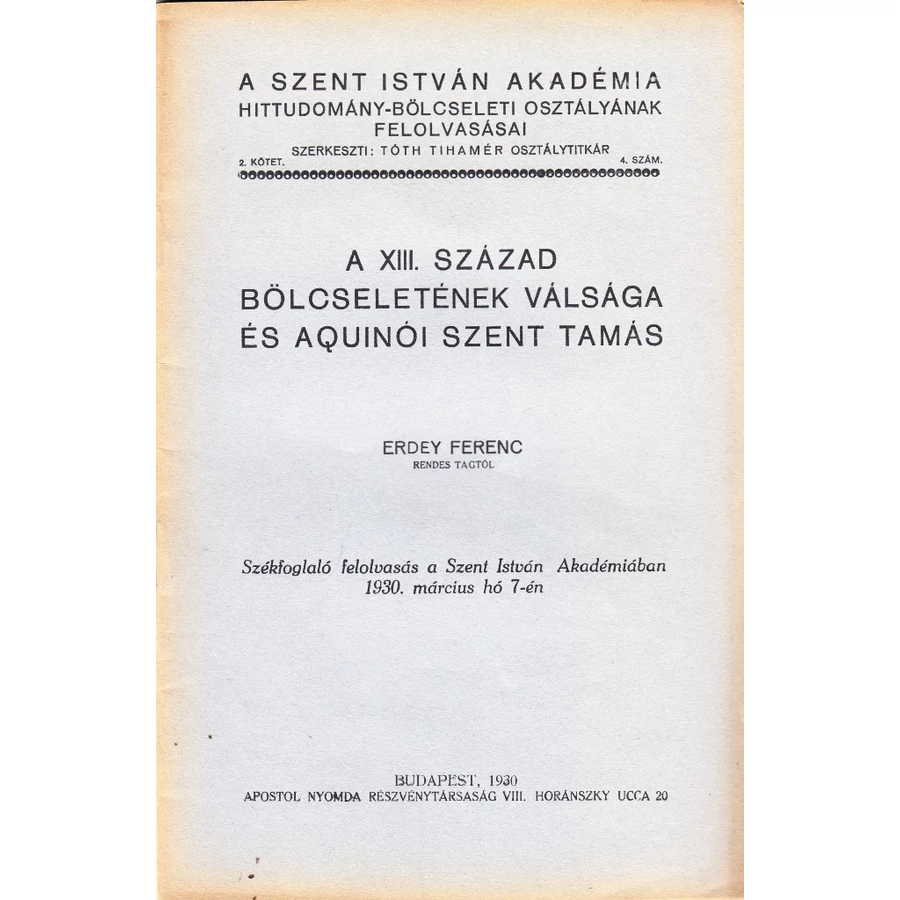 A SZENT ISTVÁN AKADÉMIA
HITTUDOMÁNY-BÖLCSELETI OSZTÁLYÁNAK
FELOLVASÁSAI
SZERKESZTI: TÓTH TIHAMÉR OSZTÁLYTITKÁR
2. KÖTET. 4. SZÁM.
A XIII. SZÁZAD
BÖLCSELETÉNEK VÁLSÁGA
ÉS AQUINÓI SZENT TAMÁS
ERDEY FERENC
RENDES TAGTÓL
Székfoglaló felolvasás a Szent István Akadémiában
1930. március hó 7-én
BUDAPEST, 1930
APOSTOL NYOMDA RÉSZVÉNYTÁRSASÁG VIII. HORÁNSZKY UCCA 20